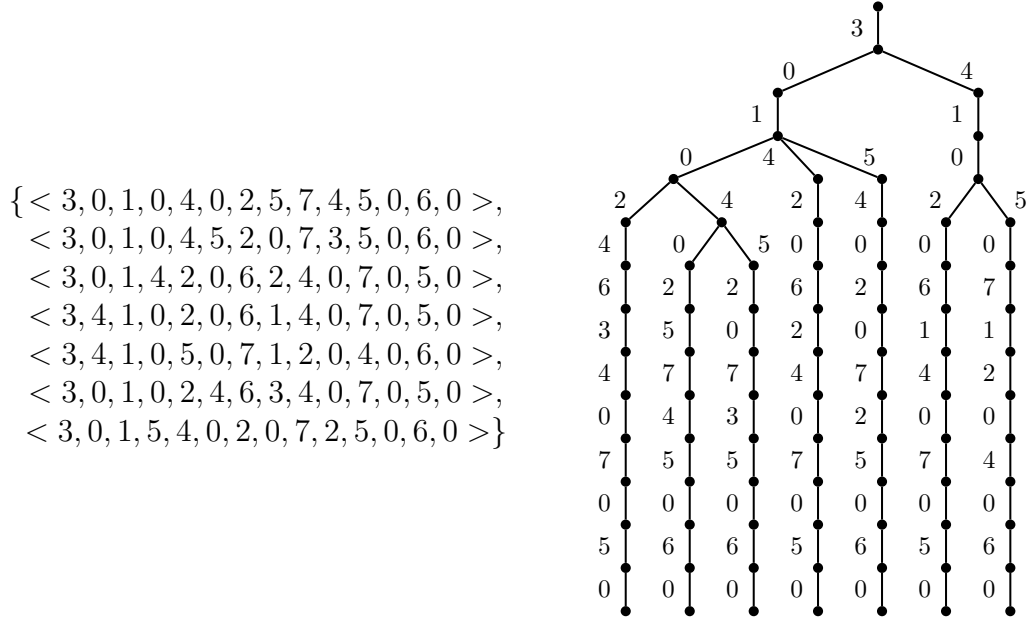 {< 3, 0, 1, 0, 4, 0, 2, 5, 7, 4, 5, 0, 6, 0 >,
< 3, 0, 1, 0, 4, 5, 2, 0, 7, 3, 5, 0, 6, 0 >,
< 3, 0, 1, 4, 2, 0, 6, 2, 4, 0, 7, 0, 5, 0 >,
< 3, 4, 1, 0, 2, 0, 6, 1, 4, 0, 7, 0, 5, 0 >,
< 3, 4, 1, 0, 5, 0, 7, 1, 2, 0, 4, 0, 6, 0 >,
< 3, 0, 1, 0, 2, 4, 6, 3, 4, 0, 7, 0, 5, 0 >,
< 3, 0, 1, 5, 4, 0, 2, 0, 7, 2, 5, 0, 6, 0 >}
3
0 4
1 1
0 4 5 0
2 4 2 4 2 5
4 0 5 0 0 0 0
6 2 2 6 2 6 7
3 5 0 2 0 1 1
4 7 7 4 7 4 2
0 4 3 0 2 0 0
7 5 5 7 5 7 4
0 0 0 0 0 0 0
5 6 6 5 6 5 6
0 0 0 0 0 0 0